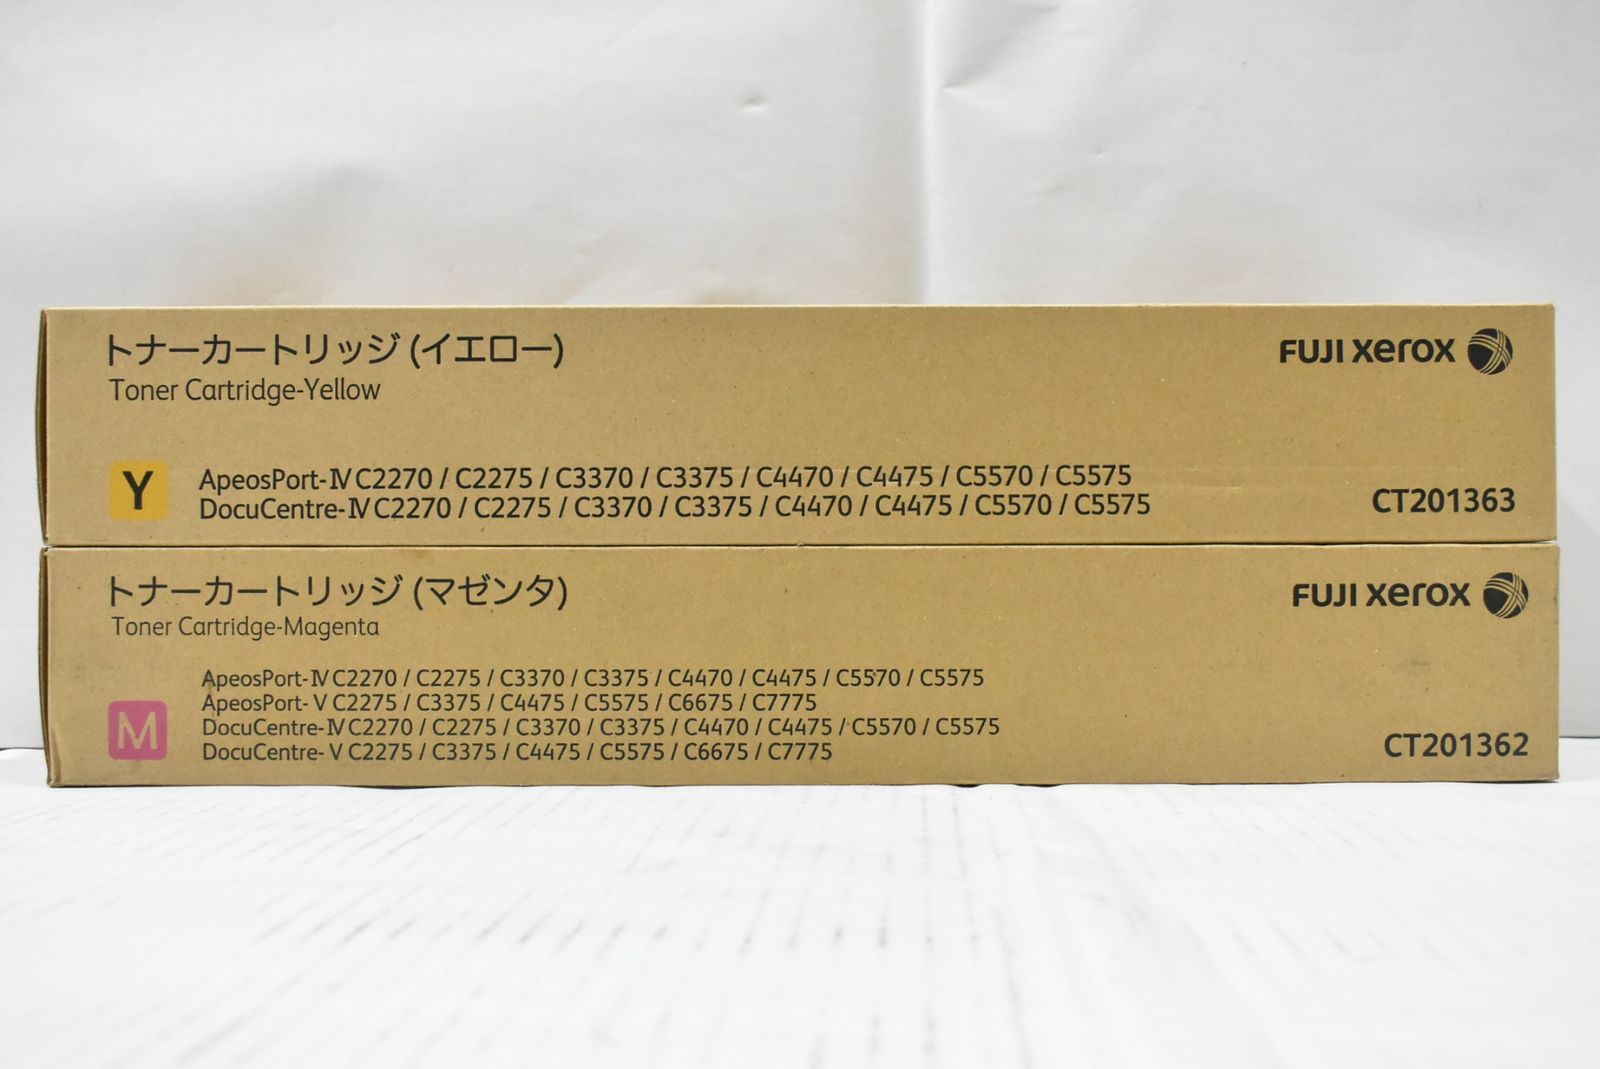 トナーカートリッジ (イエロー)
Toner Cartridge-Yellow
FUJI xerox
Y
ApeosPort-Ⅳ C2270 / C2275 / C3370 / C3375 / C4470 / C4475 / C5570 / C5575
DocuCentre-Ⅳ C2270 / C2275 / C3370 / C3375 / C4470 / C4475 / C5570 / C5575
CT201363
トナーカートリッジ (マゼンタ)
Toner Cartridge-Magenta
FUJI xerox
M
ApeosPort-Ⅳ C2270 / C2275 / C3370 / C3375 / C4470 / C4475 / C5570 / C5575
ApeosPort-Ⅴ C2275 / C3375 / C4475 / C5575 / C6675 / C7775
DocuCentre-Ⅳ C2270 / C2275 / C3370 / C3375 / C4470 / C4475 / C5570 / C5575
DocuCentre-Ⅴ C2275 / C3375 / C4475 / C5575 / C6675 / C7775
CT201362